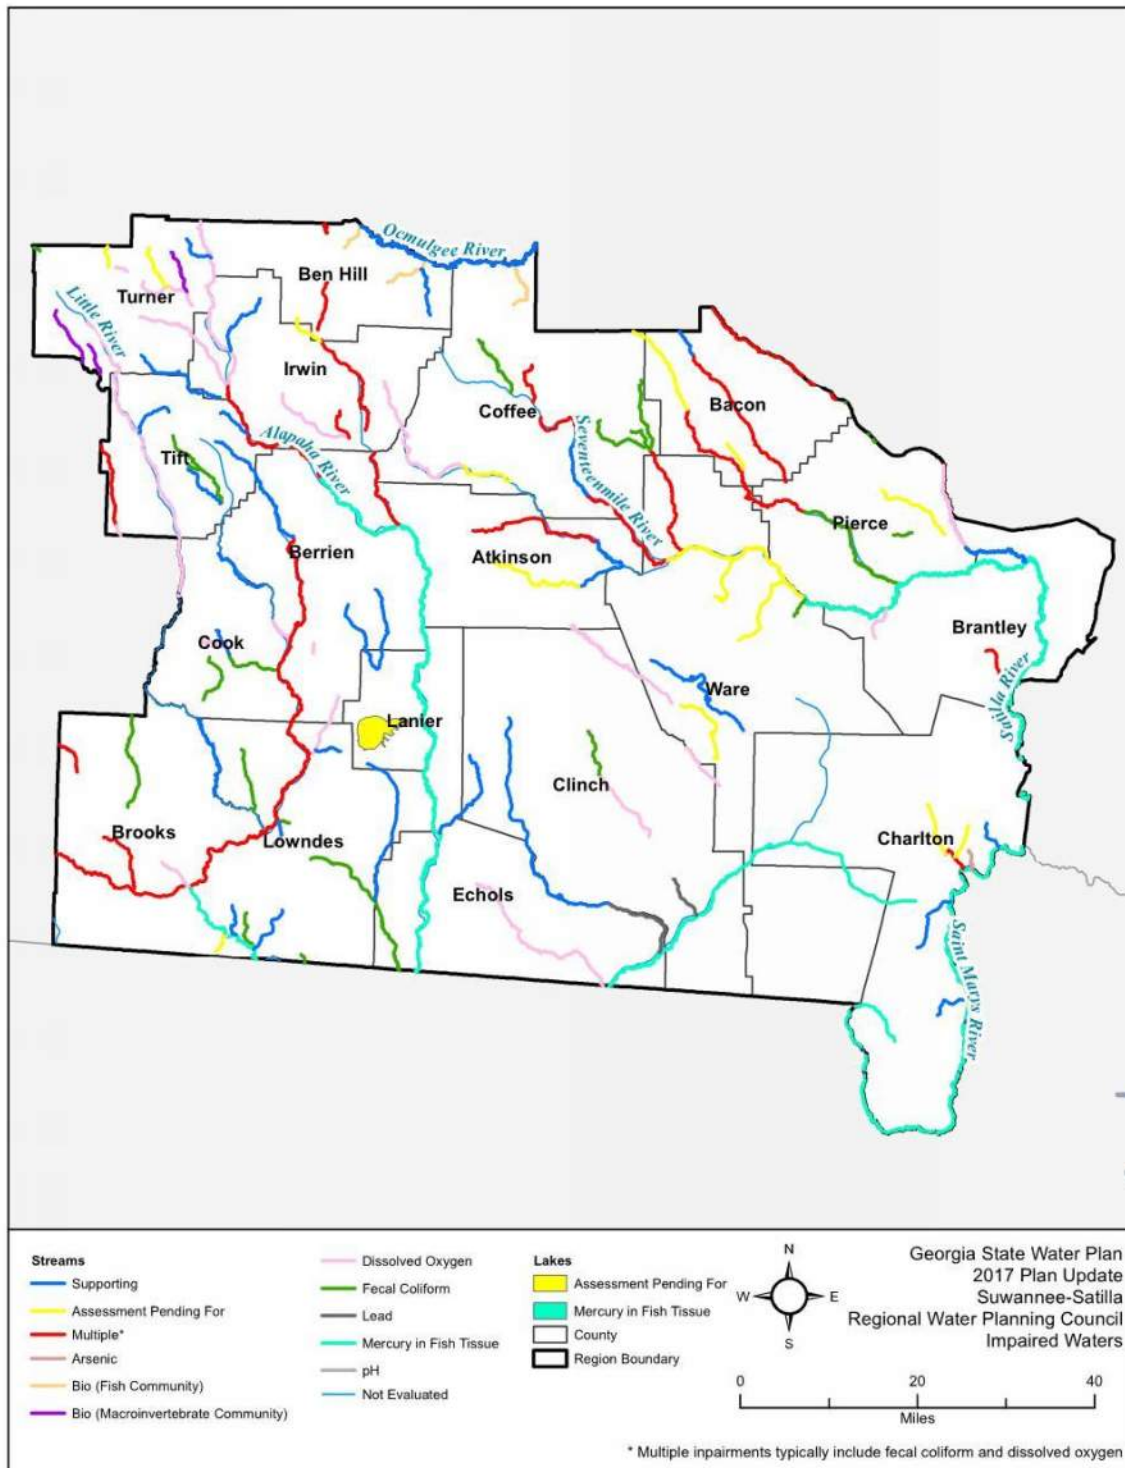 Ocmulgee River
Ben Hill
Turner
Little River
Irwin
Coffee
Bacon
Seventeenmile River
Alapaha River
Tift
Pierce
Berrien
Atkinson
Brantley
Cook
Ware
Satilla River
Lanier
Clinch
Brooks
Lowndes
Charlton
Echols
Saint Marys River
Streams
Supporting
Assessment Pending For
Multiple*
Arsenic
Bio (Fish Community)
Bio (Macroinvertebrate Community)
Dissolved Oxygen
Fecal Coliform
Lead
Mercury in Fish Tissue
pH
Not Evaluated
Lakes
Assessment Pending For
Mercury in Fish Tissue
County
Region Boundary
N
W E
S
Georgia State Water Plan
2017 Plan Update
Suwannee-Satilla
Regional Water Planning Council
Impaired Waters
0 20 40
Miles
* Multiple inpairments typically include fecal coliform and dissolved oxygen